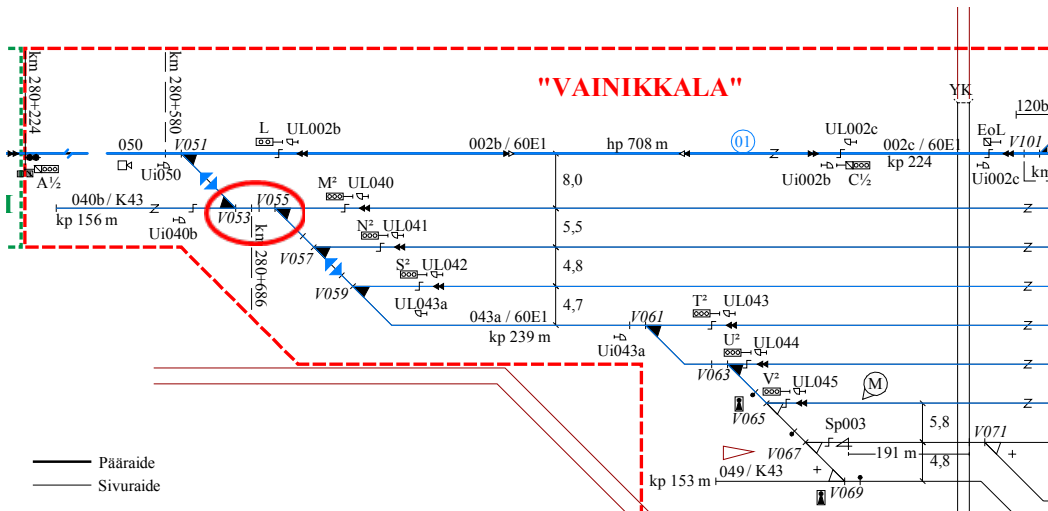 "VAINIKKALA"
km 280+224
km 280+580
YK
120b
050
V051
L
UL002b
002b / 60E1
hp 708 m
01
UL002c
002c / 60E1
kp 224
EoL
V101
A½
Ui050
Ui002b
C½
Ui002c
km
8,0
040b / K43
kp 156 m
V053
V055
M²
UL040
Ui040b
km 280+686
5,5
N²
UL041
V057
4,8
S²
UL042
V059
UL043a
4,7
043a / 60E1
kp 239 m
V061
T²
UL043
Ui043a
U²
UL044
V063
V²
UL045
M
V065
5,8
Sp003
V071
V067
191 m
4,8
kp 153 m
049 / K43
V069
Pääraide
Sivuraide